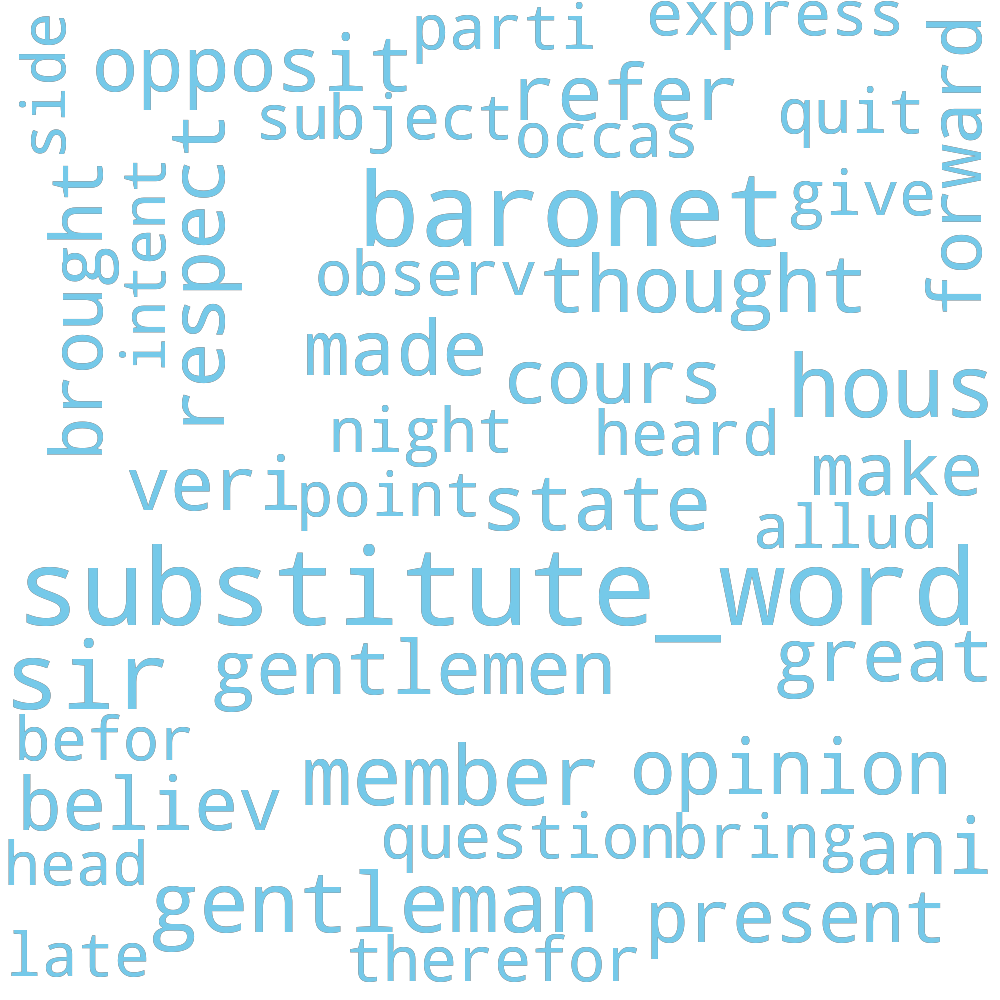 side
opposit
parti
express
forward
subject
refer
occas
quit
brought
intent
respect
baronet
give
observ
thought
made
cours
hous
night
heard
make
veri
point
state
allud
substitute_word
sir
gentlemen
great
befor
believ
member
opinion
head
question
bring
ani
gentleman
present
late
therefor